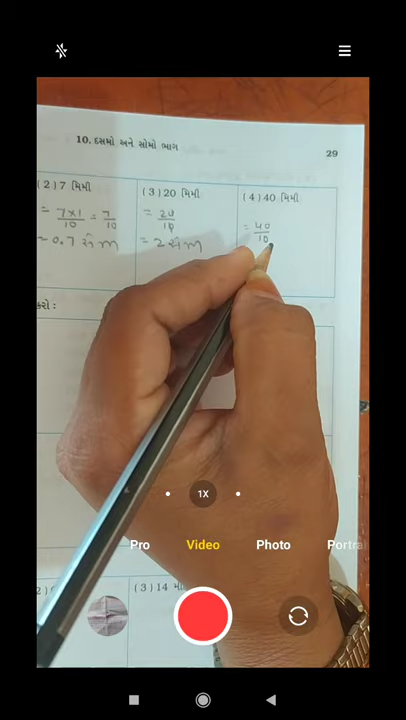 10. દસમો અને સોમો ભાગ
29
(2) 7 મિમી
= 7×1/10 = 7/10
= 0.7 સેમ
(3) 20 મિમી
= 20/10
= 2 સેમ
(4) 40 મિમી
= 40/10
કરો :
(3) 14 મી
1X
Pro
Video
Photo
Portrai